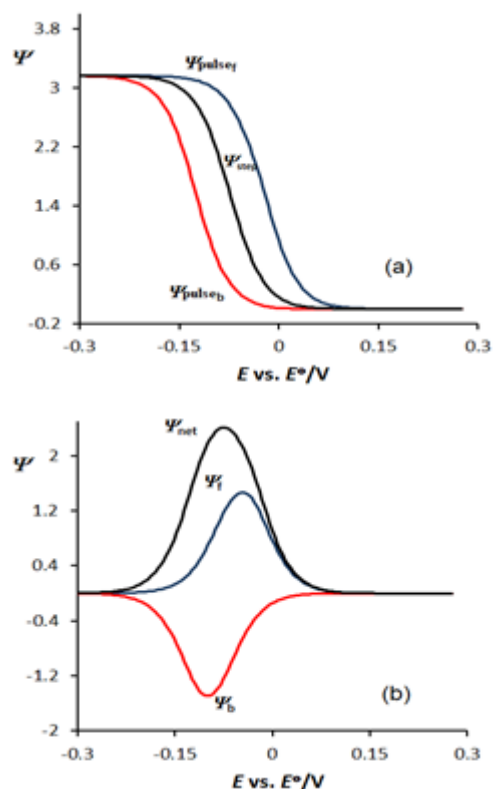 3.8
Ψ
3
2.2
1.4
0.6
-0.2
Ψpulse_f
Ψstep
Ψpulse_b
(a)
-0.3 -0.15 0 0.15 0.3
E vs. E°/V
Ψ
2
1.2
0.4
-0.4
-1.2
-2
Ψnet
Ψf
Ψb
(b)
-0.3 -0.15 0 0.15 0.3
E vs. E°/V